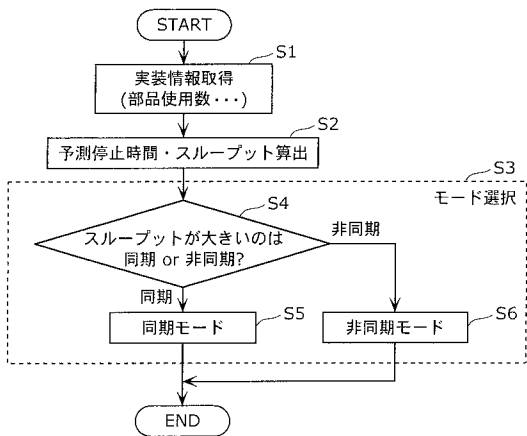 START
S1
実装情報取得
(部品使用数・・・)
S2
予測停止時間・スループット算出
S3
モード選択
S4
スループットが大きいのは
同期 or 非同期?
非同期
同期
S5
同期モード
S6
非同期モード
END